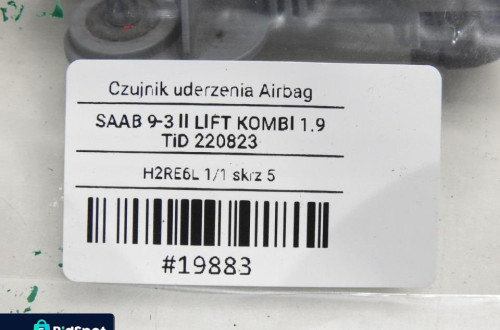 Czujnik uderzenia Airbag
SAAB 9-3 II LIFT KOMBI 1.9
TiD 220823
H2RE6L 1/1 skrz 5
#19883
BidSpot